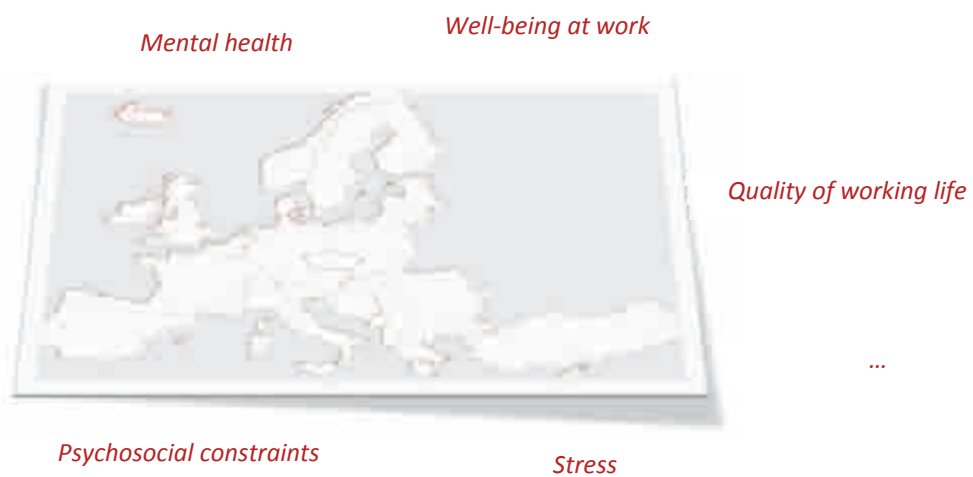 Well-being at work
Mental health
Quality of working life
...
Psychosocial constraints
Stress